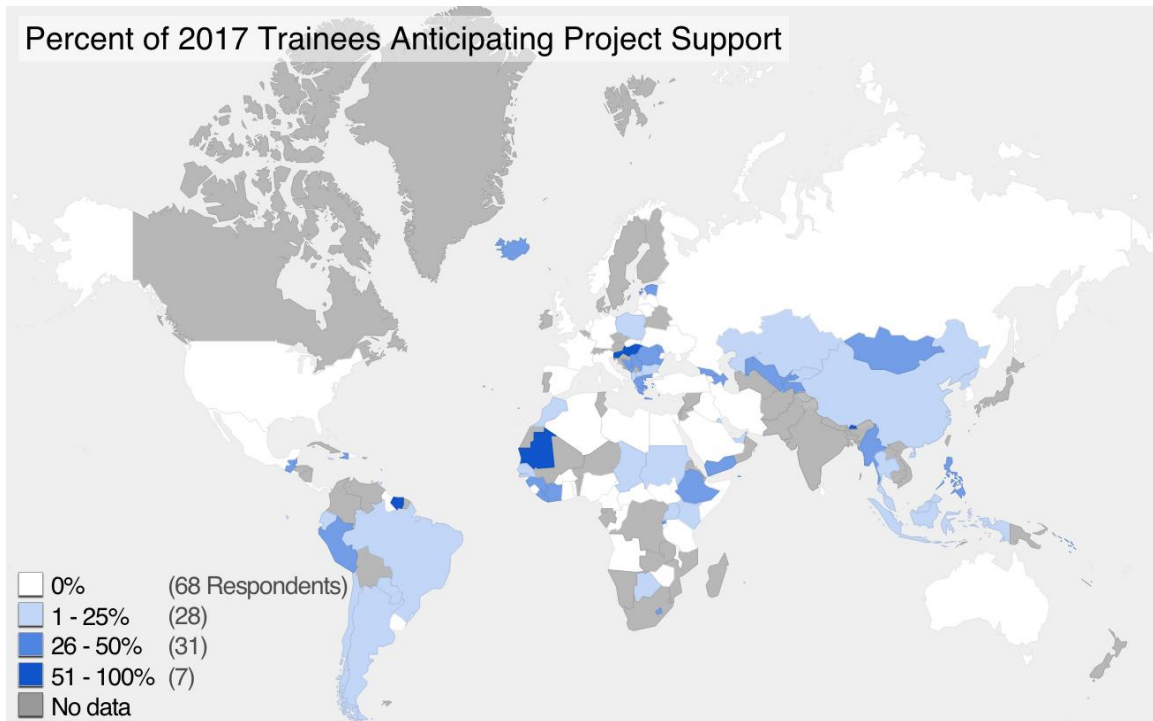 Percent of 2017 Trainees Anticipating Project Support
0% (68 Respondents)
1 - 25% (28)
26 - 50% (31)
51 - 100% (7)
No data